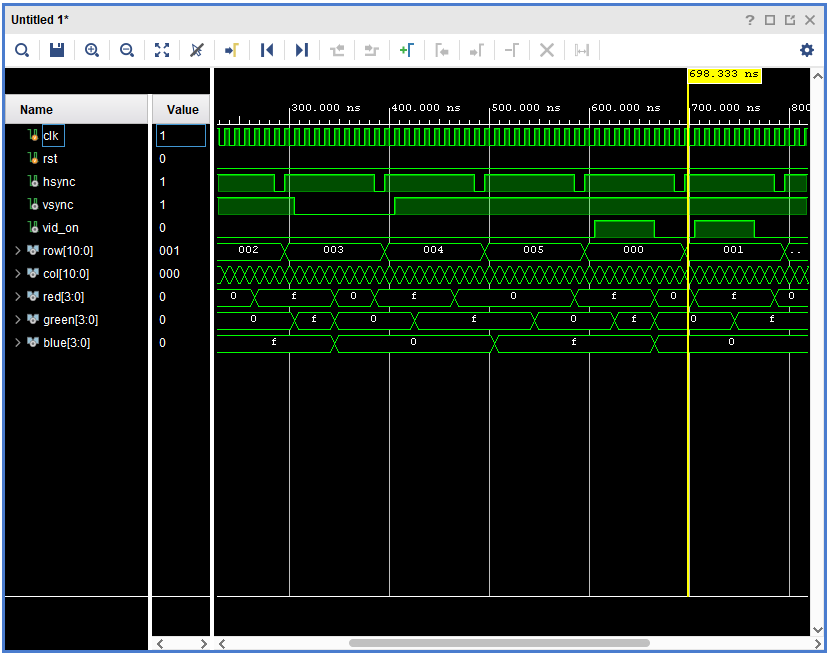 Untitled 1*
698.333 ns
300.000 ns 400.000 ns 500.000 ns 600.000 ns 700.000 ns 800
Name Value
clk 1
rst 0
hsync 1
vsync 1
vid_on 0
row[10:0] 001 002 003 004 005 000 001 ..
col[10:0] 000
red[3:0] 0 0 f 0 f 0 f 0 f 0
green[3:0] 0 0 f 0 f 0 f 0 f
blue[3:0] 0 f 0 f 0